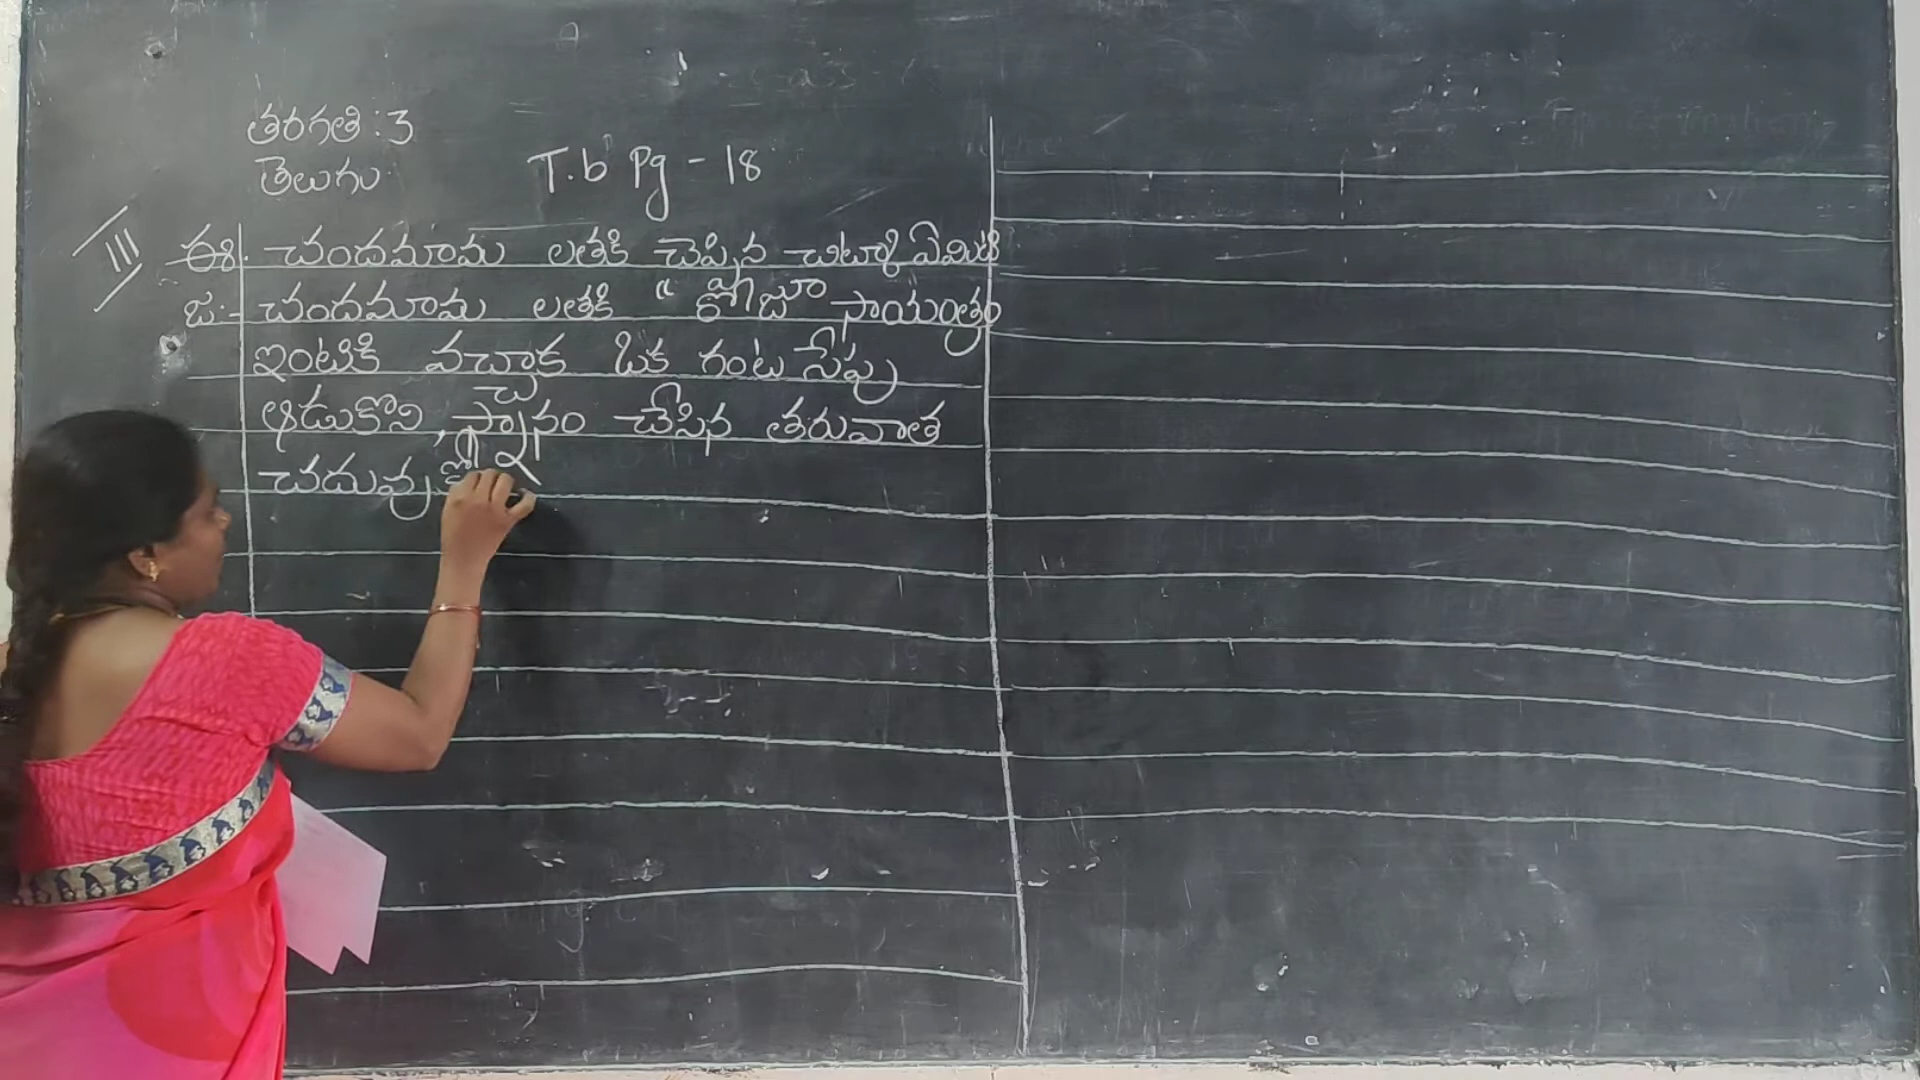 తరగతి : 3
తెలుగు
T.b Pg - 18
III
చందమామ లతకి చెప్పిన చిట్కా ఏమిటి
జ:- చందమామ లతకి " రోజూ సాయంత్రం
ఇంటికి వచ్చాక ఒక గంట సేపు
ఆడుకొని, స్నానం చేసిన తరువాత
చదువుకో